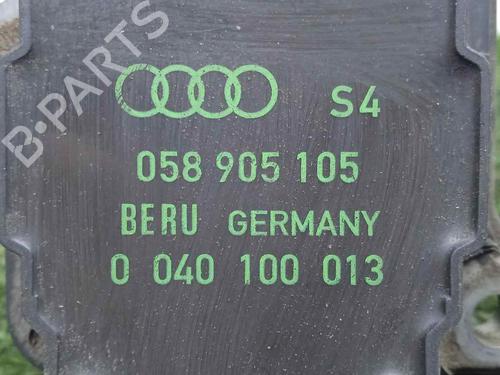 B-PARTS
S4
058 905 105
BERU GERMANY
0 040 100 013